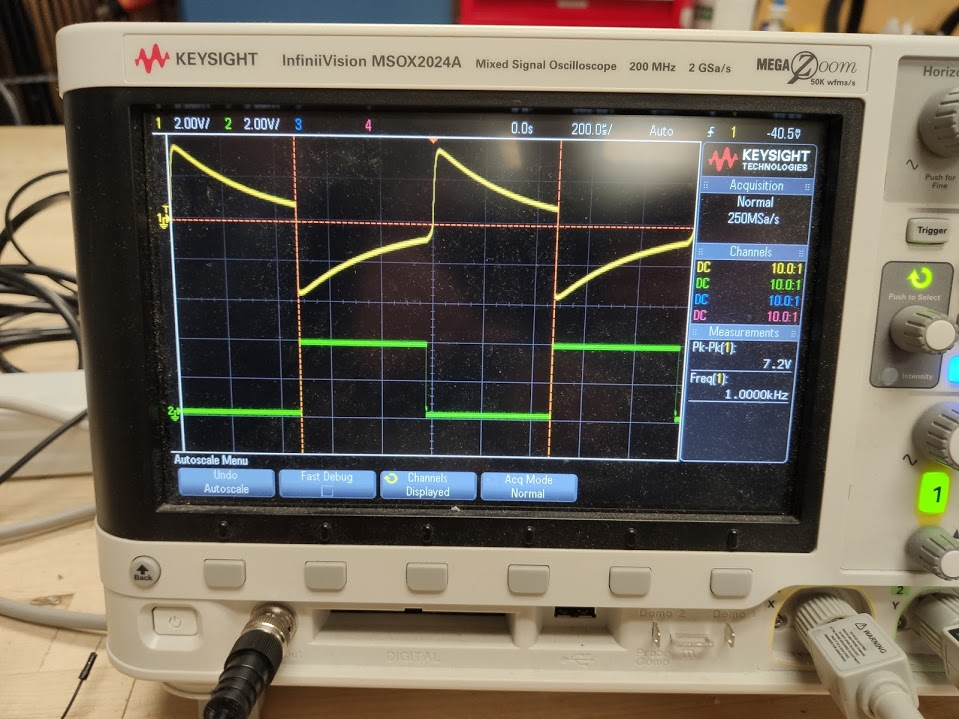 KEYSIGHT InfiniiVision MSOX2024A Mixed Signal Oscilloscope 200 MHz 2 GSa/s MEGA Zoom
50K wfms/s
Horiz
1 2.00V/ 2 2.00V/ 3 4 0.0s 200.0 Auto 1 -40.5
KEYSIGHT
TECHNOLOGIES
Acquisition
Normal
250MSa/s
Channels
DC 10.0:1
DC 10.0:1
DC 10.0:1
DC 10.0:1
Measurements
Pk-Pk(1):
7.2V
Freq(1):
1.0000kHz
T
1
2
Autoscale Menu
Undo
Autoscale
Fast Debug
Channels
Displayed
Acq Mode
Normal
Push for
Fine
Trigger
Push to Select
Intensity
1
2
Back
DIGITAL
Demo 2
Demo
Probe
Comp
X
Y
WARNING